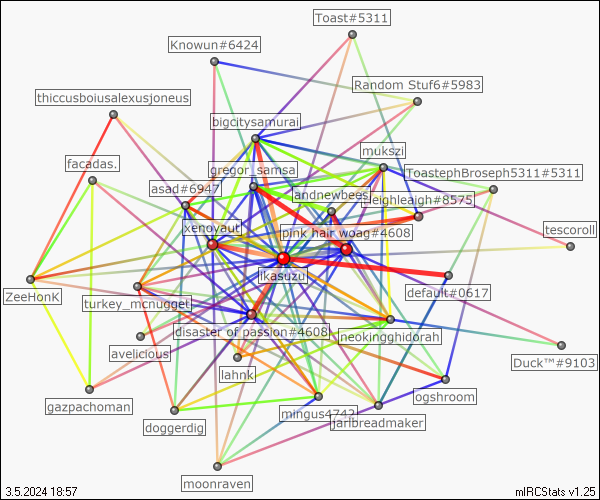 Toast#5311
Knowun#6424
Random Stuf6#5983
thiccusboiusalexusjoneus
bigcitysamurai
mukszi
facadas.
gregor_samsa
ToastephBroseph5311#5311
asad#6947
andnewbees
leighleaigh#8575
xenoyaut
pink hair woag#4608
tescoroll
ikasuzu
default#0617
ZeeHonK
turkey_mcnugget
disaster of passion#4608
neokingghidorah
avelicious
Duck™#9103
lahnk
ogshroom
gazpachoman
mingus4742
jarlbreadmaker
doggerdig
moonraven
3.5.2024 18:57
mIRCStats v1.25